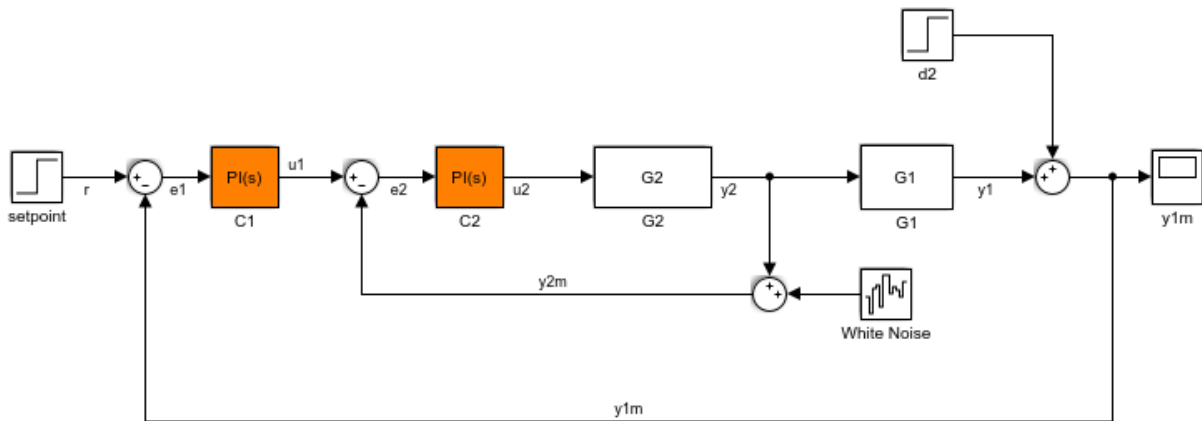 d2
setpoint
r
e1
PI(s)
C1
u1
e2
PI(s)
C2
u2
G2
G2
y2
G1
G1
y1
y1m
y2m
White Noise
y1m